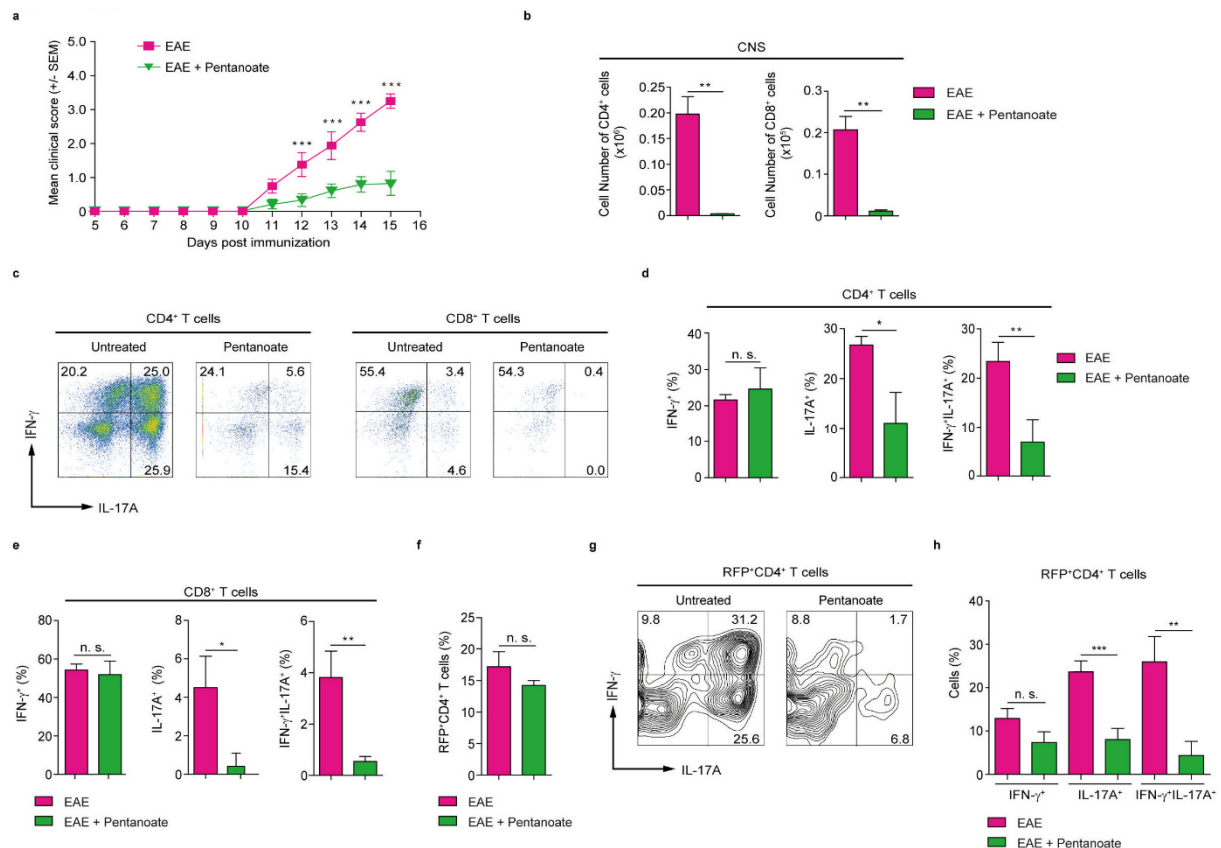 a
EAE
EAE + Pentanoate
Mean clinical score (+/- SEM)
5.0
4.0
3.0
2.0
1.0
0
***
***
***
***
5 6 7 8 9 10 11 12 13 14 15 16
Days post immunization
b
CNS
Cell Number of CD4⁺ cells
(x10⁶)
0.25
0.20
0.15
0.10
0.05
0
**
Cell Number of CD8⁺ cells
(x10⁵)
0.3
0.2
0.1
0
**
EAE
EAE + Pentanoate
c
CD4⁺ T cells
Untreated
Pentanoate
20.2 25.0
25.9
24.1 5.6
15.4
CD8⁺ T cells
Untreated
Pentanoate
55.4 3.4
4.6
54.3 0.4
0.0
IFN-γ
IL-17A
d
CD4⁺ T cells
IFN-γ⁺ (%)
40
30
20
10
0
n. s.
IL-17A⁺ (%)
30
20
10
0
*
IFN-γ⁺IL-17A⁺ (%)
30
20
10
0
**
EAE
EAE + Pentanoate
e
CD8⁺ T cells
IFN-γ⁺ (%)
100
80
60
40
20
0
n. s.
IL-17A⁺ (%)
8
6
4
2
0
*
IFN-γ⁺IL-17A⁺ (%)
6
4
2
0
**
EAE
EAE + Pentanoate
f
RFP⁺CD4⁺ T cells (%)
25
20
15
10
5
0
n. s.
EAE
EAE + Pentanoate
g
RFP⁺CD4⁺ T cells
Untreated
Pentanoate
9.8 31.2
25.6
8.8 1.7
6.8
IFN-γ
IL-17A
h
RFP⁺CD4⁺ T cells
Cells (%)
40
30
20
10
0
n. s.
***
**
IFN-γ⁺ IL-17A⁺ IFN-γ⁺IL-17A⁺
EAE
EAE + Pentanoate